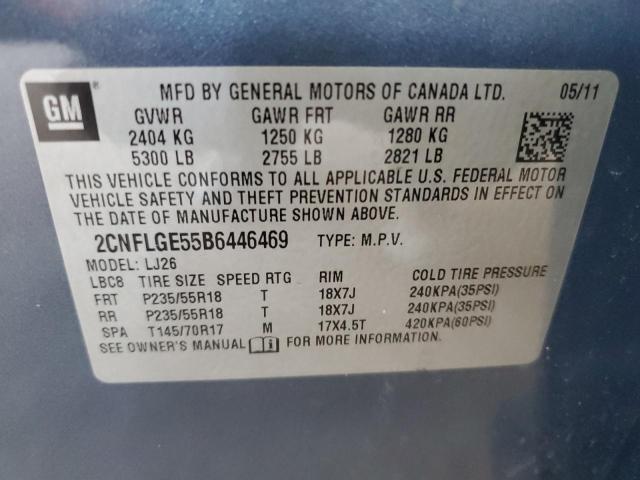 GM
MFD BY GENERAL MOTORS OF CANADA LTD. 05/11
GVWR GAWR FRT GAWR RR
2404 KG 1250 KG 1280 KG
5300 LB 2755 LB 2821 LB
THIS VEHICLE CONFORMS TO ALL APPLICABLE U.S. FEDERAL MOTOR
VEHICLE SAFETY AND THEFT PREVENTION STANDARDS IN EFFECT ON
THE DATE OF MANUFACTURE SHOWN ABOVE.
2CNFLGE55B6446469 TYPE: M.P.V.
MODEL: LJ26
LBC8 TIRE SIZE SPEED RTG RIM COLD TIRE PRESSURE
FRT P235/55R18 T 18X7J 240KPA(35PSI)
RR P235/55R18 T 18X7J 240KPA(35PSI)
SPA T145/70R17 M 17X4.5T 420KPA(60PSI)
SEE OWNER'S MANUAL i FOR MORE INFORMATION.